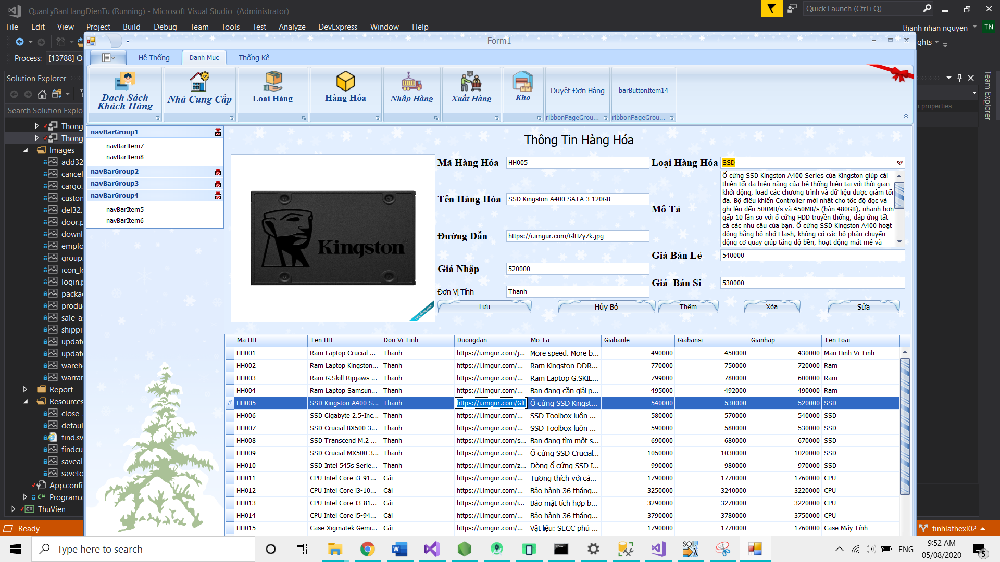 QuanLyBanHangDienTu (Running) - Microsoft Visual Studio (Administrator)
Quick Launch (Ctrl+Q)
File Edit View Project Build Debug Team Tools Test Analyze DevExpress Window Help
thanh nhan nguyen TN
Process: [13788] Qu
ghts
Form1
Hệ Thống Danh Muc Thống Kê
Dach Sách
Khách Hàng
Nhà Cung Cấp
Loai Hàng
Hàng Hóa
Nhâp Hàng
Xuất Hàng
Kho
Duyệt Đơn Hàng
barButtonItem14
ribbonPageGrou...
ribbonPageGrou...
Solution Explorer
Search Solution Explo
Team Explorer
n properties
Thong
Thong
Images
add32
cancel
cargo.
custon
del32.
door.p
downl
emplo
group.
icon_lo
login.p
packag
produ
sale-as
shippi
update
update
wareh
warran
Report
Resources
close_
defaul
find.sv
findcus
saveal
saveto
App.confi
Program.c
ThuVien
navBarGroup1
navBarItem7
navBarItem8
navBarGroup2
navBarGroup3
navBarGroup4
navBarItem5
navBarItem6
Thông Tin Hàng Hóa
Kingston
Mã Hàng Hóa HH005
Tên Hàng Hóa SSD Kingston A400 SATA 3 120GB
Đường Dẫn https://i.imgur.com/GlHZy7k.jpg
Giá Nhập 520000
Đơn Vị Tính Thanh
Loại Hàng Hóa SSD
Mô Tả
Ổ cứng SSD Kingston A400 Series của Kingston giúp cải
thiện tối đa hiệu năng của hệ thống hiện tại với thời gian
khởi động, load các chương trình và dữ liệu được giảm tối
đa. Bộ điều khiển Controller mới nhất cho tốc độ đọc và
ghi lên đến 500MB/s và 450MB/s (bản 480GB), nhanh hơn
gấp 10 lần so với ổ cứng HDD truyền thống, đáp ứng tất
cả các nhu cầu của bạn. Ổ cứng SSD Kingston A400 hoạt
động bằng bộ nhớ Flash, không có các bộ phận chuyển
động cơ quay giúp tăng độ bền, hoạt động mát mẻ và
Giá Bán Lẻ 540000
Giá Bán Sỉ 530000
Lưu Hủy Bỏ Thêm Xóa Sửa
Ma HH Ten HH Don Vi Tinh Duongdan Mo Ta Giabanle Giabansi Gianhap Ten Loai
HH001 Ram Laptop Crucial ... Thanh https://i.imgur.com/j... More speed. More b... 490000 450000 430000 Man Hinh Vi Tinh
HH002 Ram Laptop Kingston... Thanh https://i.imgur.com/... Ram Kingston DDR... 770000 750000 720000 Ram
HH003 Ram G.Skill Ripjaws ... Thanh https://i.imgur.com/... Ram Laptop G.SKIL... 799000 780000 600000 Ram
HH004 Ram Laptop Samsun... Thanh https://i.imgur.com/... Bạn đang cần giải p... 495000 492000 490000 Ram
HH005 SSD Kingston A400 S... Thanh https://i.imgur.com/GlH Ổ cứng SSD Kingst... 540000 530000 520000 SSD
HH006 SSD Gigabyte 2.5-Inc... Thanh https://i.imgur.com/... SSD Toolbox luôn ... 580000 570000 540000 SSD
HH007 SSD Crucial BX500 3... Thanh https://i.imgur.com/... SSD Toolbox luôn ... 590000 580000 530000 SSD
HH008 SSD Transcend M.2 ... Thanh https://i.imgur.com/s... Bạn đang tìm một s... 690000 680000 670000 SSD
HH009 SSD Crucial MX500 3... Thanh https://i.imgur.com/... Ổ cứng SSD Crucial... 1050000 1030000 1020000 SSD
HH010 SSD Intel 545s Serie... Thanh https://i.imgur.com/z... Dòng ổ cứng SSD I... 990000 980000 970000 SSD
HH011 CPU Intel Core i3-91... Cái https://i.imgur.com/... Tương thích với cá... 1790000 1770000 1760000 CPU
HH012 CPU Intel Core i3-10... Cái https://i.imgur.com/... Bảo hành 36 tháng... 3250000 3240000 3220000 CPU
HH013 CPU Intel Core I3-81... Cái https://i.imgur.com/i... Bảo mật tích hợp b... 3290000 3270000 3220000 CPU
HH014 CPU Intel Core i5-94... Cái https://i.imgur.com/... Bảo hành 36 tháng... 3790000 3780000 3750000 CPU
HH015 Case Xigmatek Gemi... Cái https://i.imgur.com/... Vật liệu: SECC phủ ... 1790000 1770000 1760000 Case Máy Tính
Ready
tinhlathexl02
Type here to search
ENG
9:52 AM
05/08/2020
5